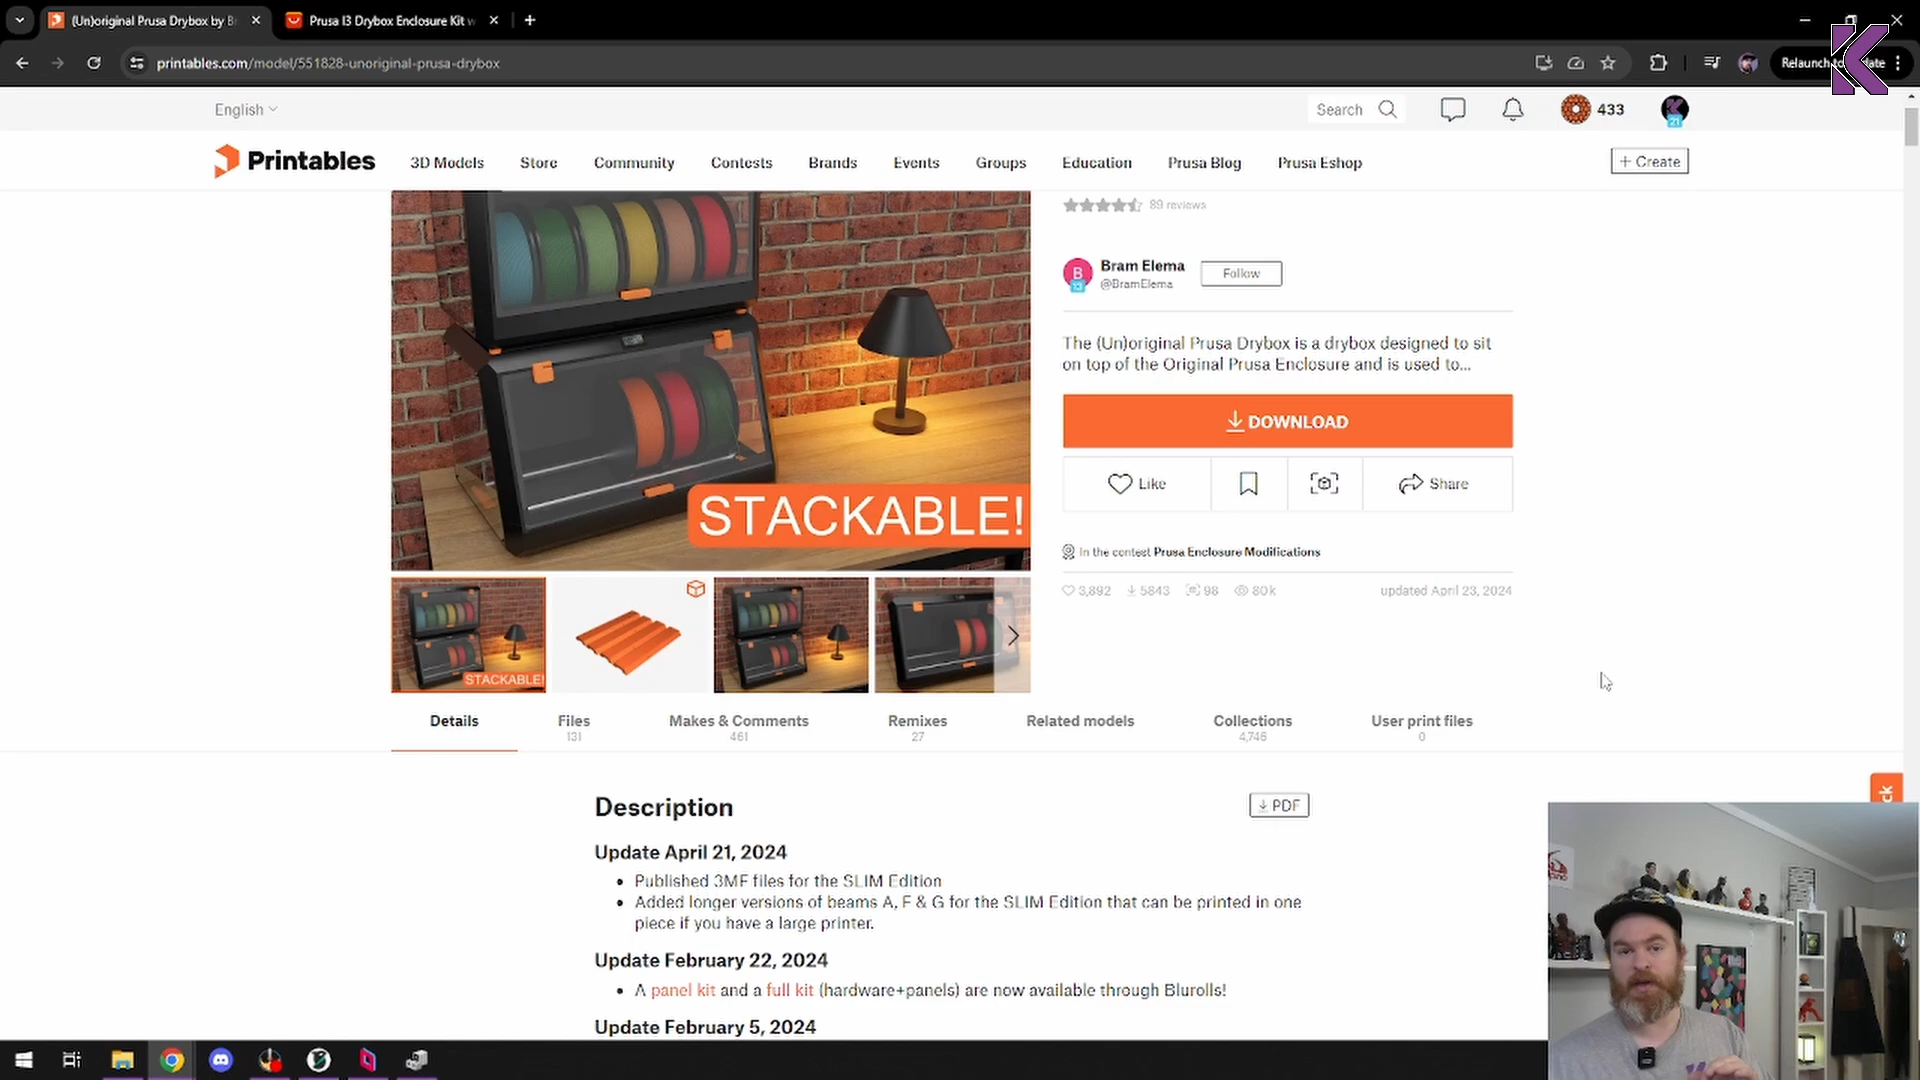 (Un)original Prusa Drybox by Br
Prusa I3 Drybox Enclosure Kit w
printables.com/model/551828-unoriginal-prusa-drybox
Relaunch to
K
English
Search
433
21
Printables
3D Models
Store
Community
Contests
Brands
Events
Groups
Education
Prusa Blog
Prusa Eshop
+ Create
89 reviews
B
13
Bram Elema
@BramElema
Follow
The (Un)original Prusa Drybox is a drybox designed to sit
on top of the Original Prusa Enclosure and is used to...
DOWNLOAD
Like
Share
In the contest Prusa Enclosure Modifications
3,892
5843
98
80k
updated April 23, 2024
STACKABLE!
STACKABLE!
Details
Files
131
Makes & Comments
461
Remixes
27
Related models
Collections
4,746
User print files
0
Description
PDF
Update April 21, 2024
Published 3MF files for the SLIM Edition
Added longer versions of beams A, F & G for the SLIM Edition that can be printed in one
piece if you have a large printer.
Update February 22, 2024
A panel kit and a full kit (hardware+panels) are now available through Blurolls!
Update February 5, 2024
ck